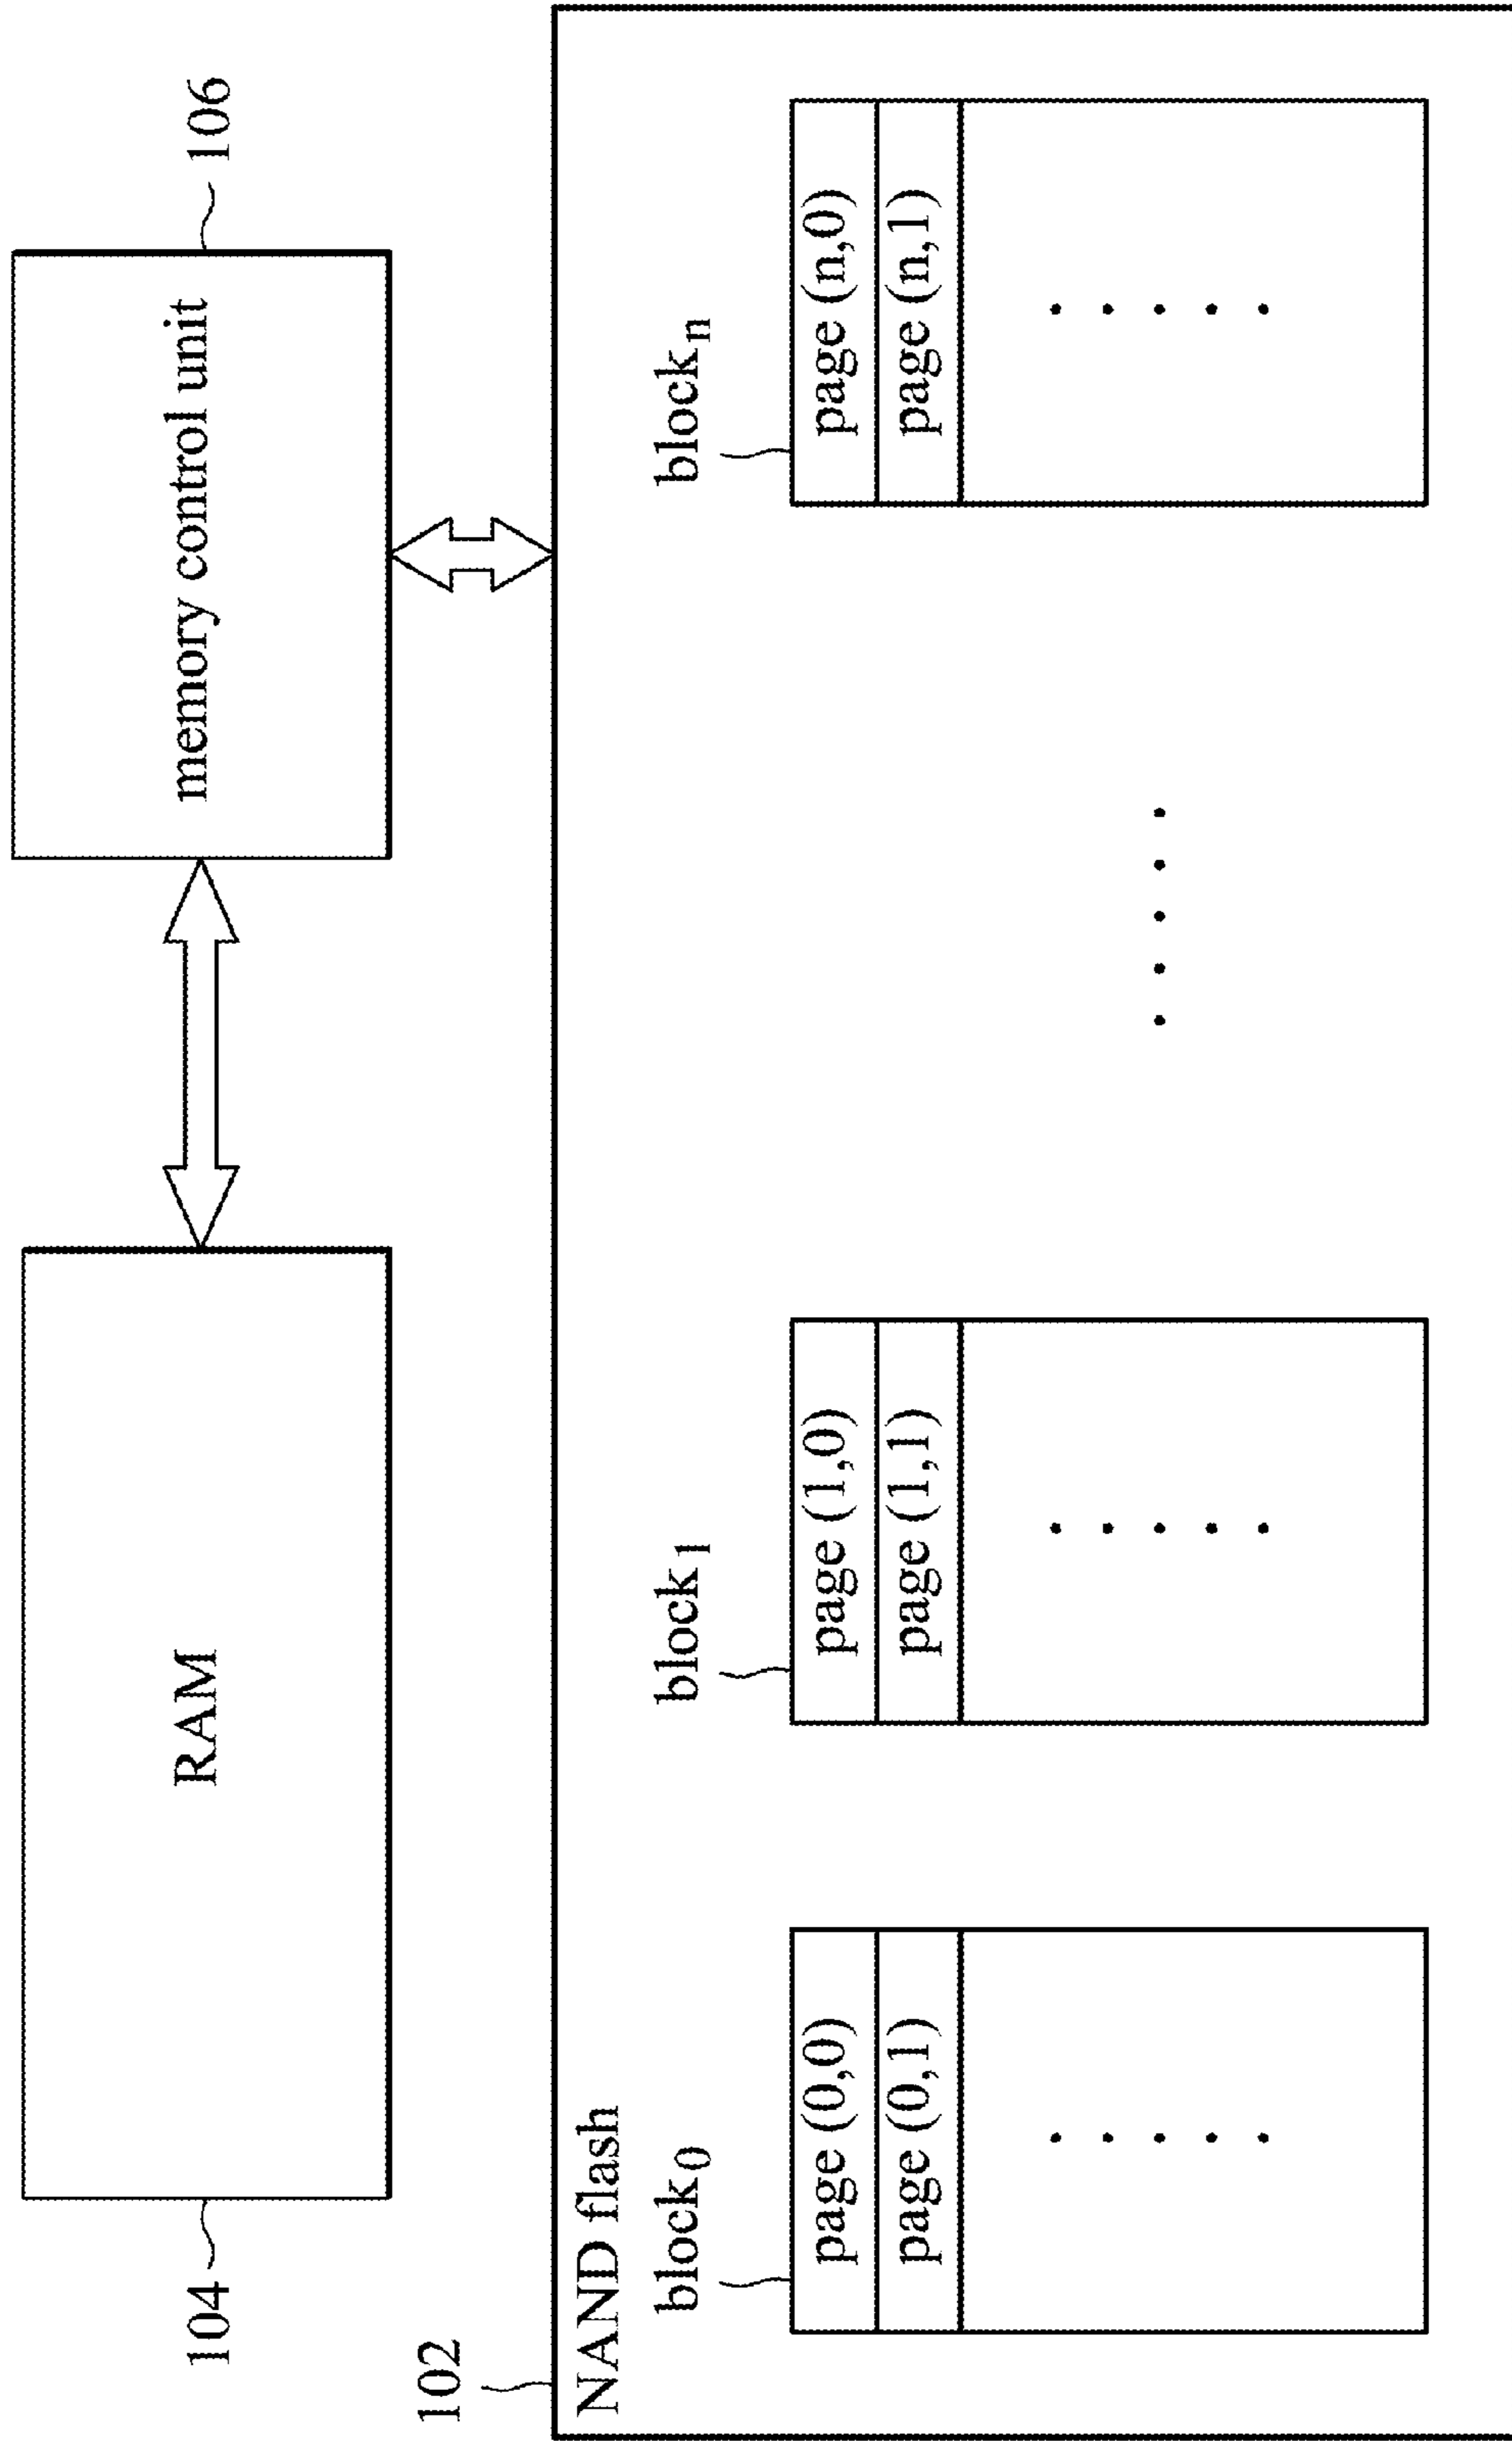 104
RAM
memory control unit
106
102
NAND flash
block0
page (0,0)
page (0,1)
block1
page (1,0)
page (1,1)
blockn
page (n,0)
page (n,1)